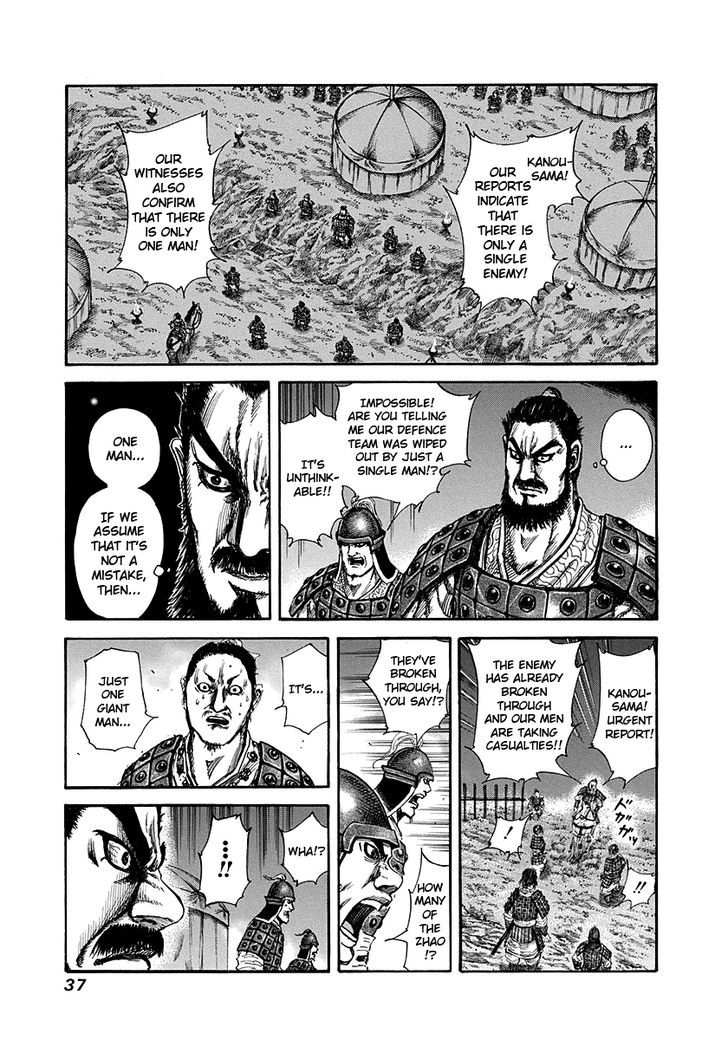 KANOU-
SAMA!
OUR
REPORTS
INDICATE
THAT
THERE
IS ONLY
A SINGLE
ENEMY!
OUR
WITNESSES
ALSO
CONFIRM
THAT THERE
IS ONLY
ONE MAN!
...
IMPOSSIBLE!
ARE YOU TELLING
ME OUR DEFENCE
TEAM WAS WIPED
OUT BY JUST A
SINGLE MAN!?
IT'S
UNTHINK-
ABLE!!
ONE
MAN...
IF WE
ASSUME
THAT IT'S
NOT A
MISTAKE,
THEN...
KANOU-
SAMA!
URGENT
REPORT!
THE ENEMY
HAS ALREADY
BROKEN
THROUGH
AND OUR MEN
ARE TAKING
CASUALTIES!!
ドカガッ
!
!!
THEY'VE
BROKEN
THROUGH,
YOU SAY!?
HOW
MANY
OF THE
ZHAO
!?
IT'S...
JUST
ONE
GIANT
MAN...
WHA!?
...!!
37